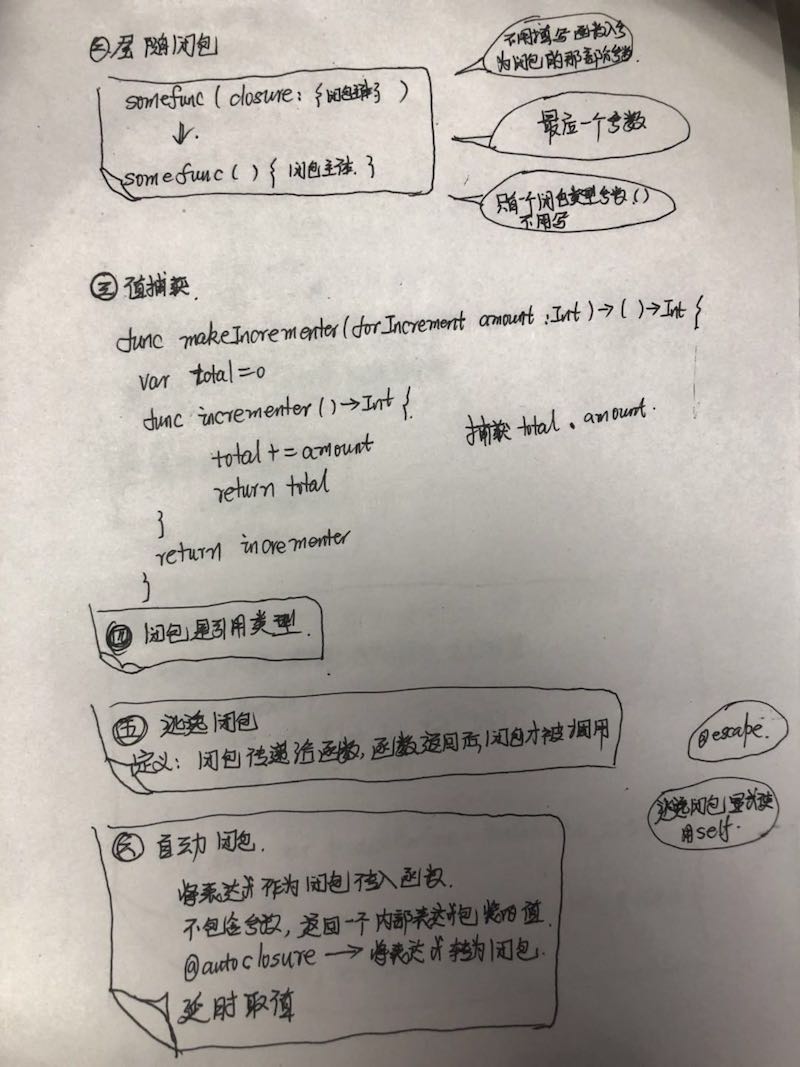 ㊁ 尾随闭包
不用填写函数入参
为闭包的那部分参数.
somefunc ( closure: {闭包主体} )
↓
somefunc ( ) { 闭包主体. }
最后一个参数
只有一个闭包类型参数,()
不用写
㊂ 值捕获.
func makeIncrementer(forIncrement amount :Int)→( )→Int {
var total=0
func incrementer ( )→Int {
total += amount
return total
}
return incrementer
}
捕获 total 、 amount.
㊃ 闭包是引用类型.
㊄ 逃逸闭包
定义: 闭包传递给函数, 函数返回后, 闭包才被调用
@escape.
逃逸闭包显式使
用self.
㊅ 自动闭包.
将表达式作为闭包传入函数.
不包含参数, 返回一个内部表达式包装的值.
@autoclosure → 将表达式转为闭包.
延时取值